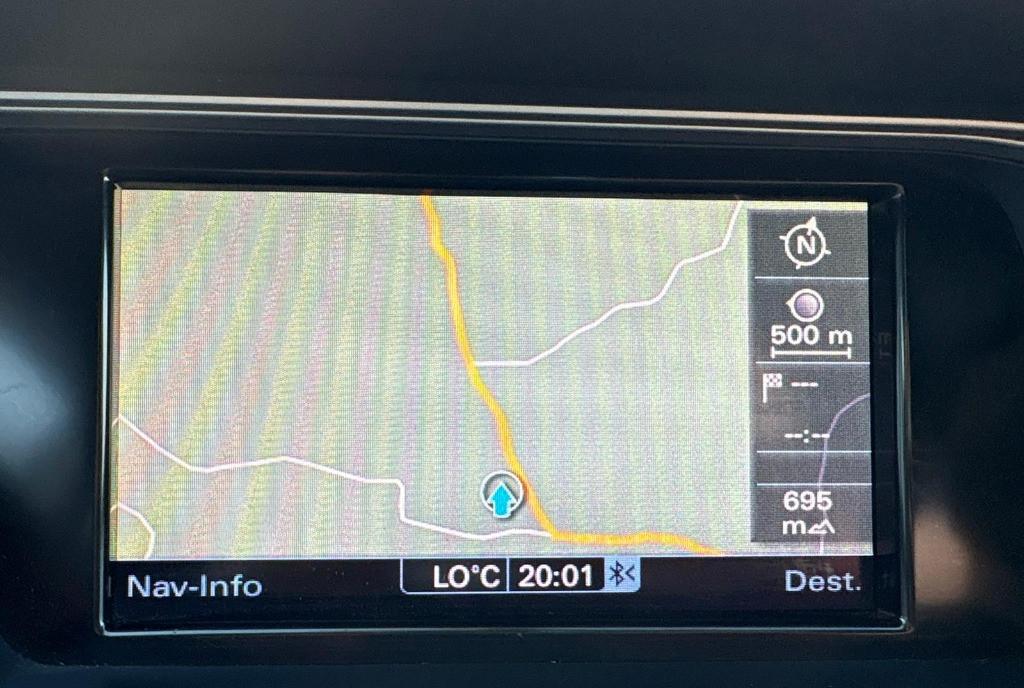 N
500 m
---
--:--
695
m
Nav-Info
LO°C
20:01
Dest.